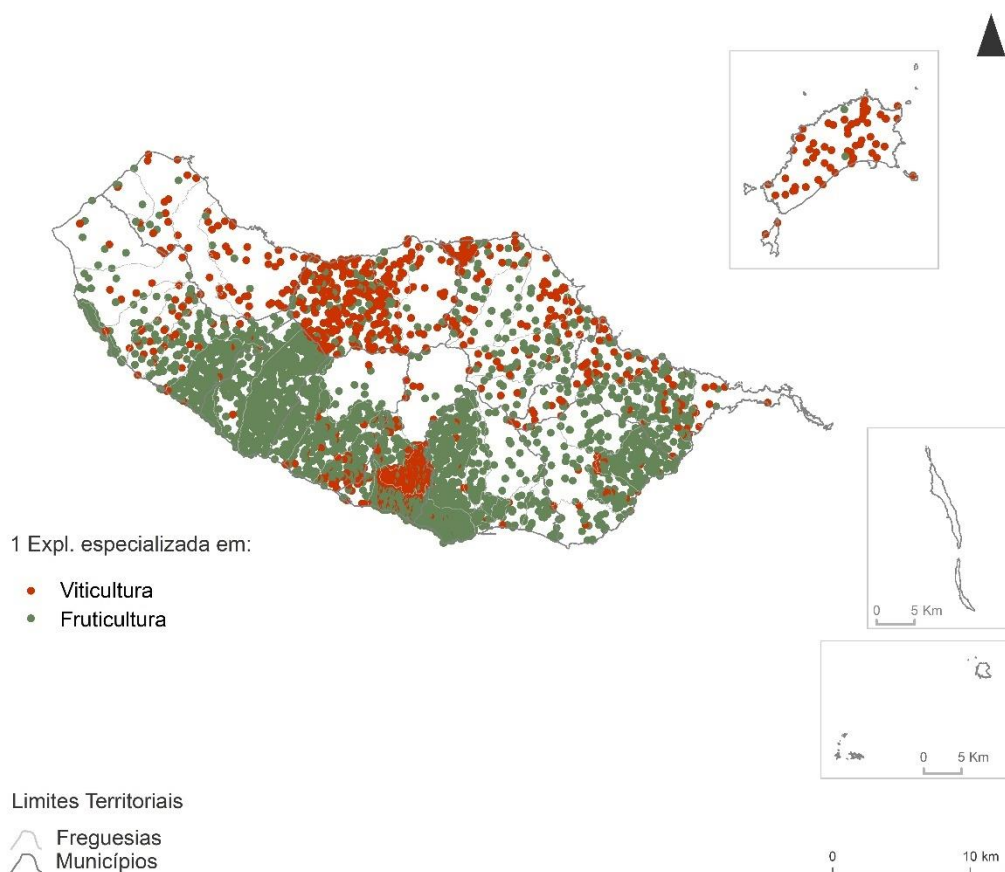 1 Expl. especializada em:
Viticultura
Fruticultura
0 5 Km
0 5 Km
Limites Territoriais
Freguesias
Municípios
0 10 km